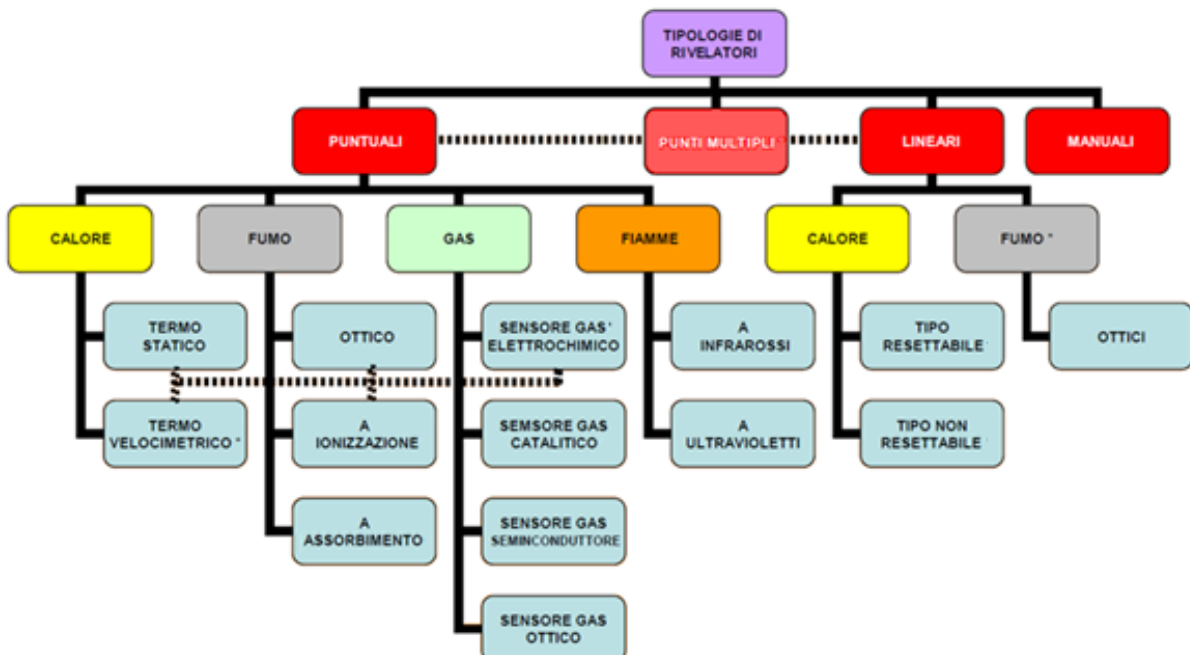 TIPOLOGIE DI
RIVELATORI
PUNTUALI
PUNTI MULTIPLI
LINEARI
MANUALI
CALORE
FUMO
GAS
FIAMME
CALORE
FUMO *
TERMO
STATICO
OTTICO
SENSORE GAS *
ELETTROCHIMICO
A
INFRAROSSI
TIPO
RESETTABILE
OTTICI
TERMO
VELOCIMETRICO *
A
IONIZZAZIONE
SEMSORE GAS
CATALITICO
A
ULTRAVIOLETTI
TIPO NON
RESETTABILE
A
ASSORBIMENTO
SENSORE GAS
SEMINCONDUTTORE
SENSORE GAS
OTTICO